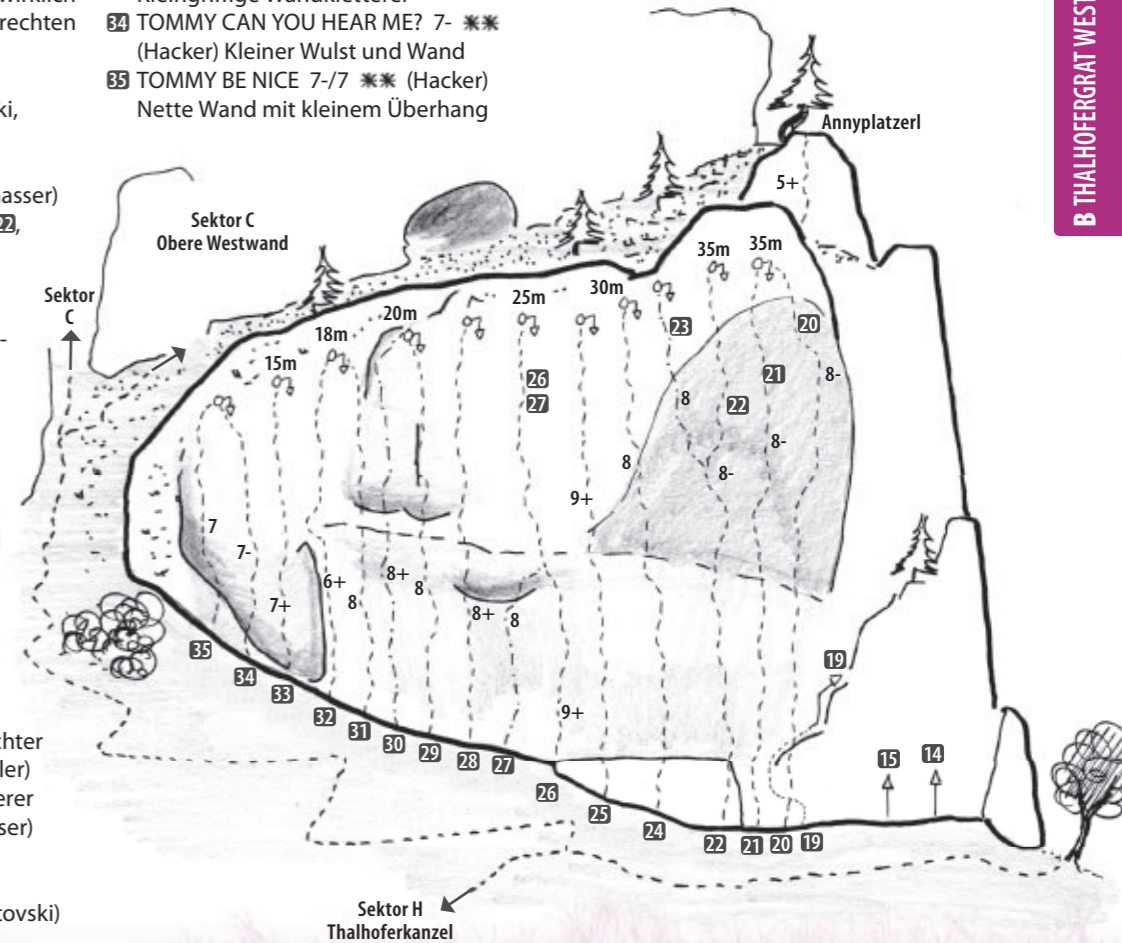 rechten
34 TOMMY CAN YOU HEAR ME? 7- ✱✱
(Hacker) Kleiner Wulst und Wand
35 TOMMY BE NICE 7-/7 ✱✱ (Hacker)
Nette Wand mit kleinem Überhang
B THALHOFERGRAT WEST
Annyplatzerl
5+
Sektor C
Obere Westwand
Sektor
C
35m
35m
30m
25m
20m
18m
15m
23
20
26
27
21
22
8-
8
8-
8-
8
9+
7
7-
7+
6+
8
8+
8
8+
8
9+
19
35
34
33
32
31
30
29
28
27
26
25
24
22
21
20
19
15
14
22,
Sektor H
Thalhoferkanzel